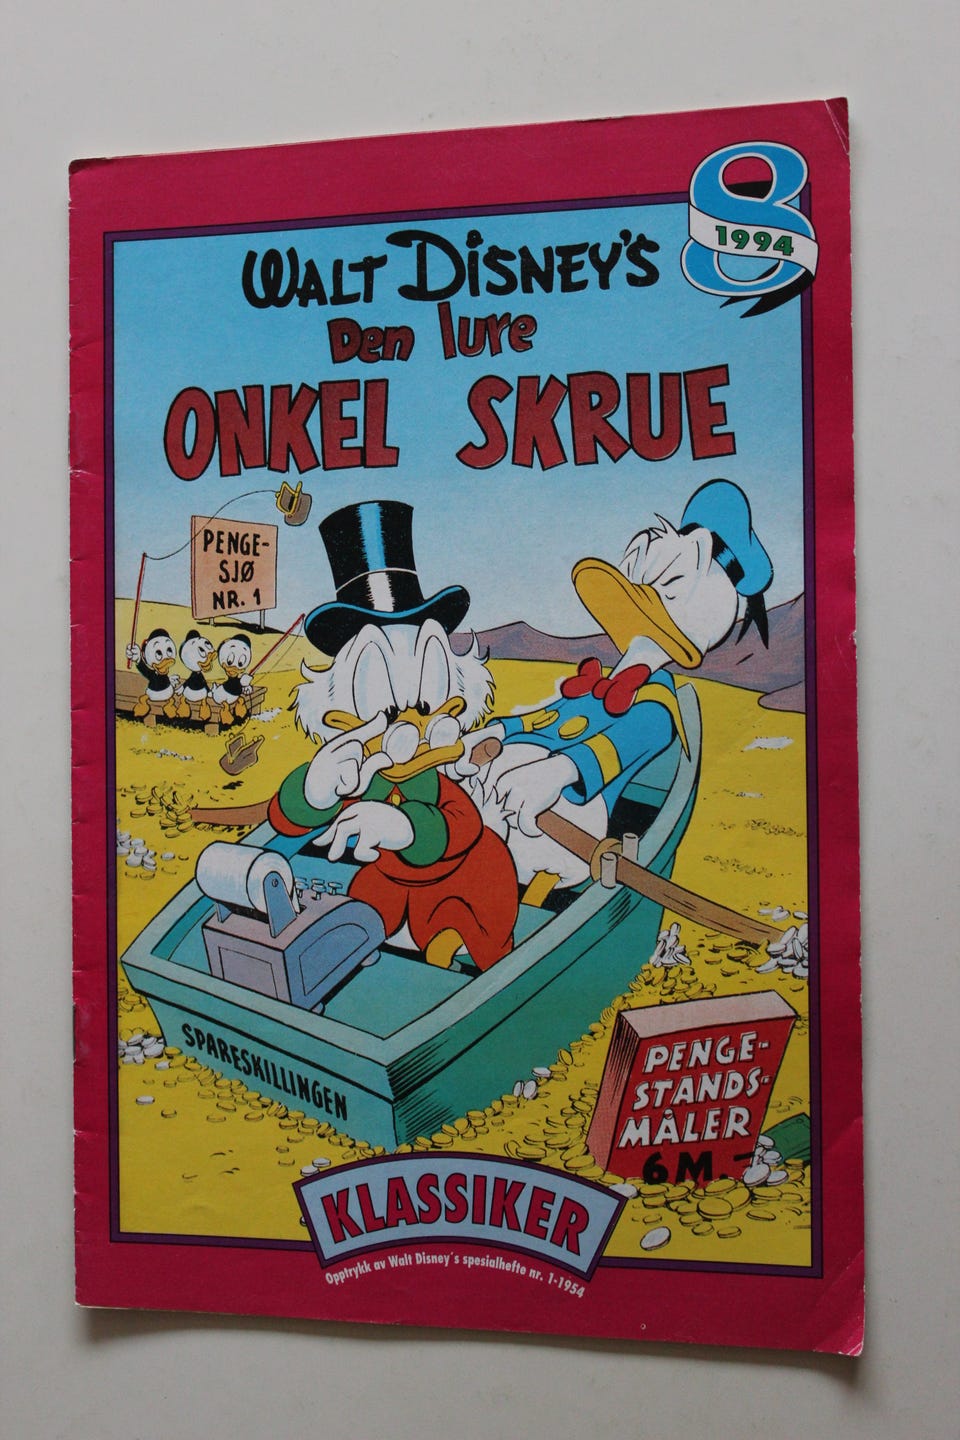 8
1994
WALT DISNEY'S
Den lure
ONKEL SKRUE
PENGE-
SJØ
NR. 1
SPARESKILLINGEN
PENGE-
STANDS-
MÅLER
6 M.-
KLASSIKER
Opptrykk av Walt Disney´s spesialhefte nr. 1-1954